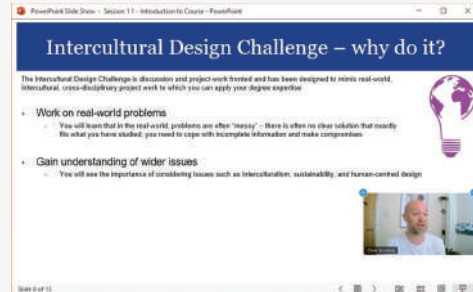 PowerPoint Slide Show - Session 1.1 - Introduction to Course - PowerPoint
Intercultural Design Challenge – why do it?
The Intercultural Design Challenge is discussion and project-work fronted and has been designed to mimic real-world,
intercultural, cross-disciplinary project work to which you can apply your degree expertise
Work on real-world problems
You will learn that in the real-world, problems are often "messy" – there is often no clear solution that exactly
fits what you have studied; you need to cope with incomplete information and make compromises
Gain understanding of wider issues
You will see the importance of considering issues such as interculturalism, sustainability, and human-centred design
Slide 8 of 13